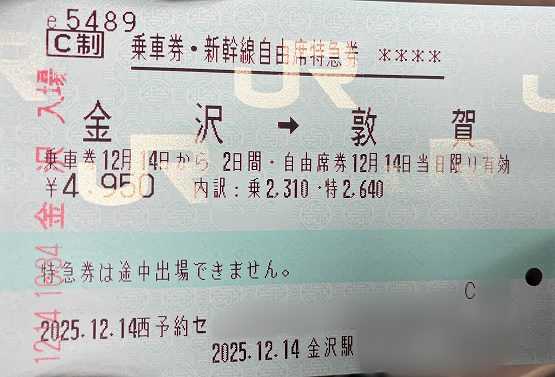 e5489
C制
乗車券・新幹線自由席特急券 ****
金沢 → 敦賀
乗車券12月14日から 2日間・自由席券12月14日当日限り有効
¥4,950 内訳：乗2,310・特2,640
特急券は途中出場できません。
C
2025.12.14西予約セ
2025.12.14 金沢駅
JR
金沢 入場